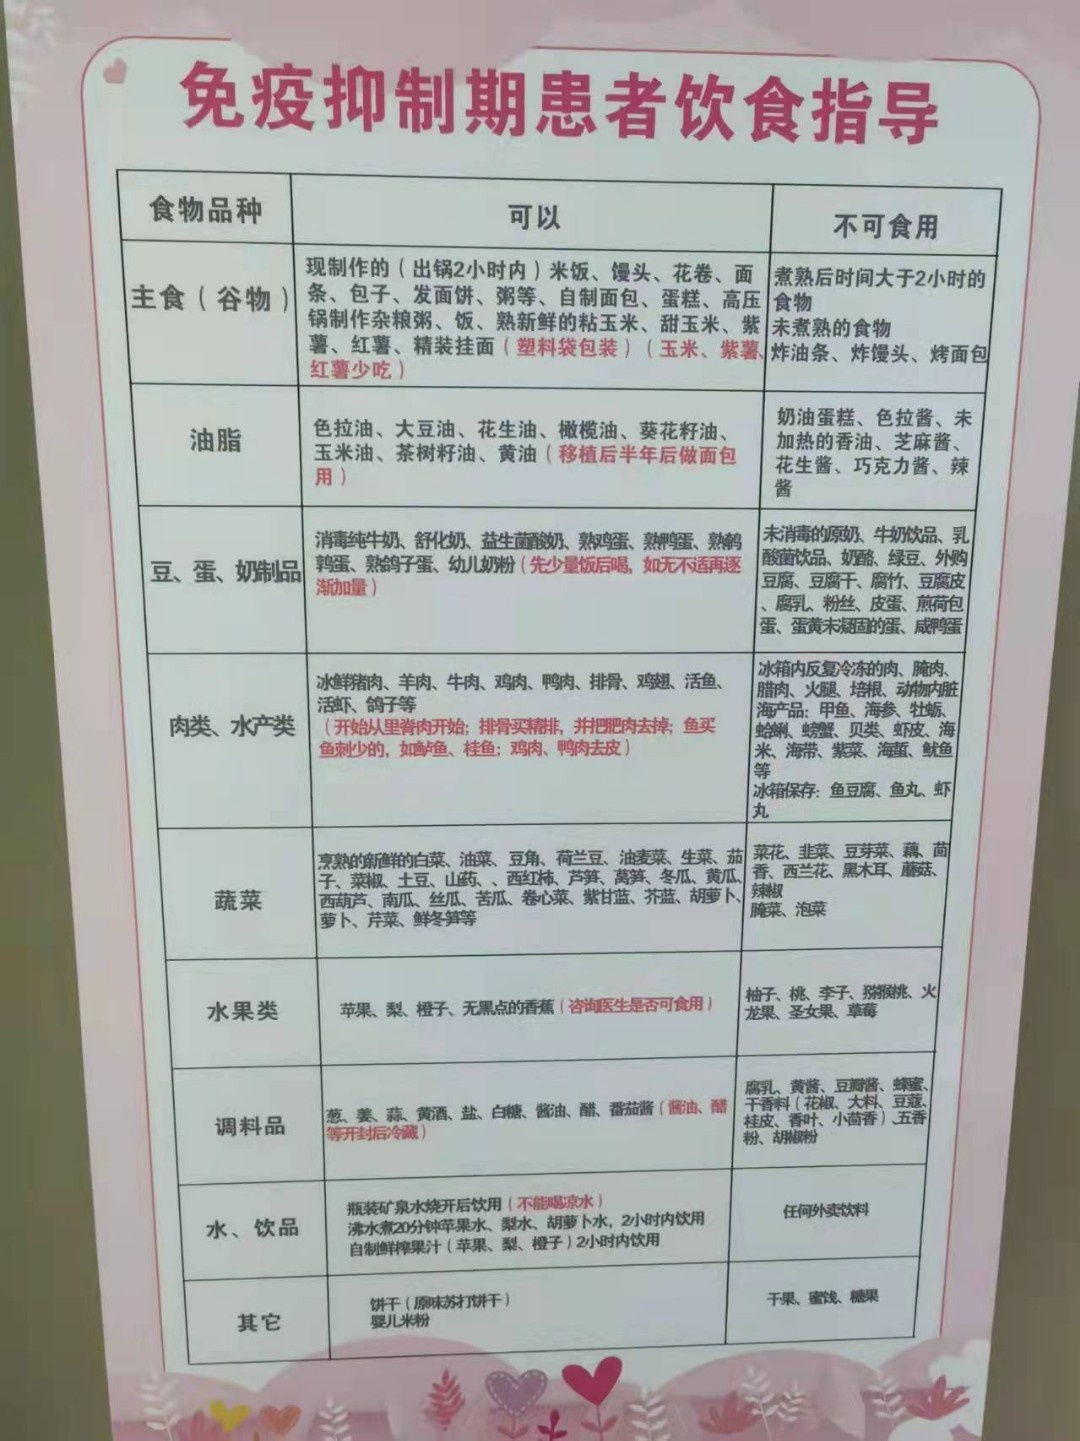 免疫抑制期患者饮食指导
食物品种
可以
不可食用
主食（谷物）
现制作的（出锅2小时内）米饭、馒头、花卷、面
条、包子、发面饼、粥等、自制面包、蛋糕、高压
锅制作杂粮粥、饭、熟新鲜的粘玉米、甜玉米、紫
薯、红薯、精装挂面（塑料袋包装）（玉米、紫薯、
红薯少吃）
煮熟后时间大于2小时的
食物
未煮熟的食物
炸油条、炸馒头、烤面包
油脂
色拉油、大豆油、花生油、橄榄油、葵花籽油、
玉米油、茶树籽油、黄油（移植后半年后做面包
用）
奶油蛋糕、色拉酱、未
加热的香油、芝麻酱、
花生酱、巧克力酱、辣
酱
豆、蛋、奶制品
消毒纯牛奶、舒化奶、益生菌酸奶、熟鸡蛋、熟鸭蛋、熟鹌
鹑蛋、熟鸽子蛋、幼儿奶粉（先少量饭后喝，如无不适再逐
渐加量）
未消毒的原奶、牛奶饮品、乳
酸菌饮品、奶酪、绿豆、外购
豆腐、豆腐干、腐竹、豆腐皮
、腐乳、粉丝、皮蛋、煎荷包
蛋、蛋黄未凝固的蛋、咸鸭蛋
肉类、水产类
冰鲜猪肉、羊肉、牛肉、鸡肉、鸭肉、排骨、鸡翅、活鱼、
活虾、鸽子等
（开始从里脊肉开始；排骨买精排，并把肥肉去掉；鱼买
鱼刺少的，如鲈鱼、桂鱼；鸡肉、鸭肉去皮）
冰箱内反复冷冻的肉、腌肉、
腊肉、火腿、培根、动物内脏
海产品：甲鱼、海参、牡蛎、
蛤蜊、螃蟹、贝类、虾皮、海
米、海带、紫菜、海蜇、鱿鱼
等
冰箱保存：鱼豆腐、鱼丸、虾
丸
蔬菜
烹熟的新鲜的白菜、油菜、豆角、荷兰豆、油麦菜、生菜、茄
子、菜椒、土豆、山药、、西红柿、芦笋、莴笋、冬瓜、黄瓜、
西葫芦、南瓜、丝瓜、苦瓜、卷心菜、紫甘蓝、芥蓝、胡萝卜、
萝卜、芹菜、鲜冬笋等
菜花、韭菜、豆芽菜、藕、茴
香、西兰花、黑木耳、蘑菇、
辣椒
腌菜、泡菜
水果类
苹果、梨、橙子、无黑点的香蕉（咨询医生是否可食用）
柚子、桃、李子、猕猴桃、火
龙果、圣女果、草莓
调料品
葱、姜、蒜、黄酒、盐、白糖、酱油、醋、番茄酱（酱油、醋
等开封后冷藏）
腐乳、黄酱、豆瓣酱、蜂蜜、
干香料（花椒、大料、豆蔻、
桂皮、香叶、小茴香）、五香
粉、胡椒粉
水、饮品
瓶装矿泉水烧开后饮用（不能喝凉水）
沸水煮20分钟苹果水、梨水、胡萝卜水，2小时内饮用
自制鲜榨果汁（苹果、梨、橙子）2小时内饮用
任何外卖饮料
其它
饼干（原味苏打饼干）
婴儿米粉
干果、蜜饯、糖果